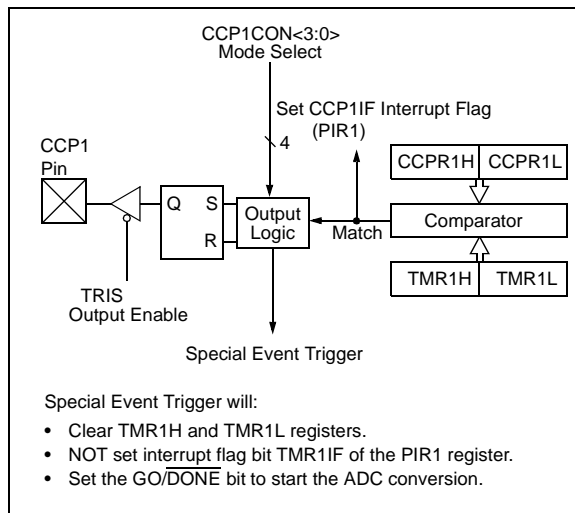 CCP1CON<3:0>
Mode Select
Set CCP1IF Interrupt Flag
(PIR1)
4
CCP1
Pin
CCPR1H CCPR1L
Q S
R
Output
Logic
Match
Comparator
TRIS
Output Enable
TMR1H TMR1L
Special Event Trigger
Special Event Trigger will:
• Clear TMR1H and TMR1L registers.
• NOT set interrupt flag bit TMR1IF of the PIR1 register.
• Set the GO/DONE bit to start the ADC conversion.